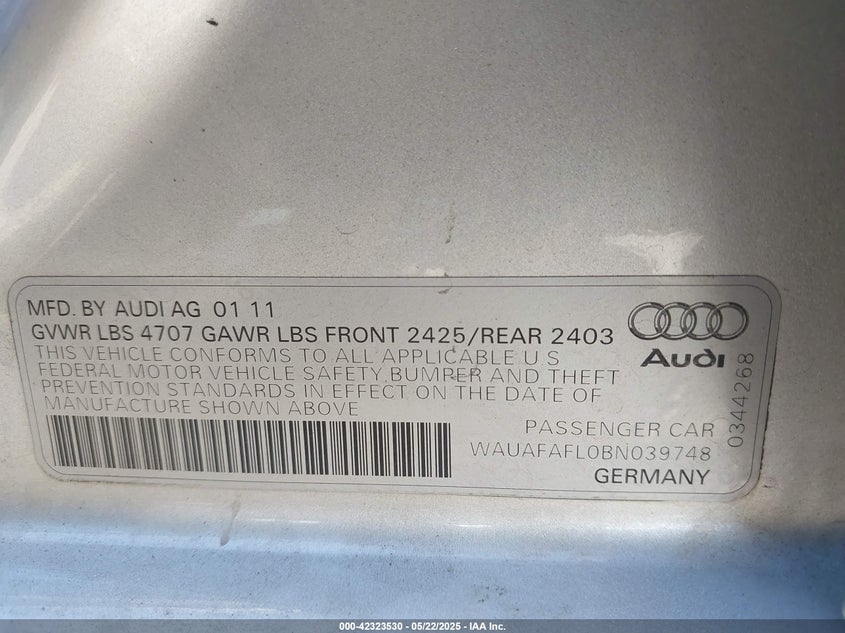 MFD. BY AUDI AG 01 11
GVWR LBS 4707 GAWR LBS FRONT 2425/REAR 2403
THIS VEHICLE CONFORMS TO ALL APPLICABLE U S
FEDERAL MOTOR VEHICLE SAFETY,BUMPER AND THEFT
PREVENTION STANDARDS IN EFFECT ON THE DATE OF
MANUFACTURE SHOWN ABOVE
Audi
0344268
PASSENGER CAR
WAUAFAFL0BN039748
GERMANY
000-42323530 - 05/22/2025 - IAA Inc.